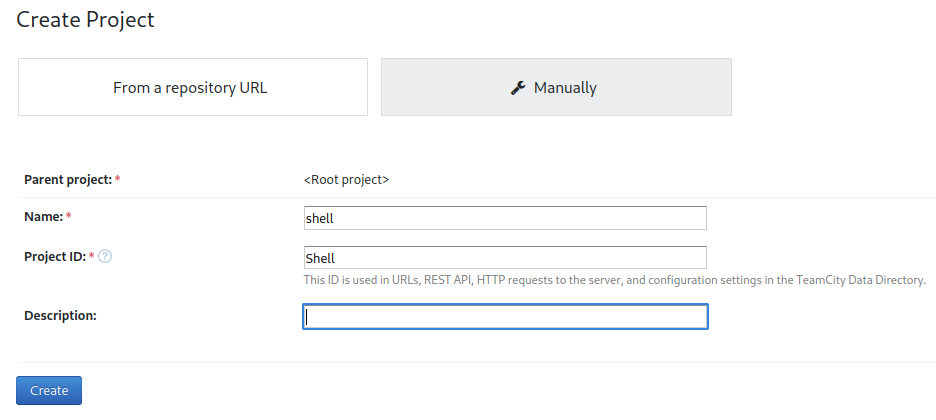 Create Project
From a repository URL
Manually
Parent project: * <Root project>
Name: * shell
Project ID: * ? Shell
This ID is used in URLs, REST API, HTTP requests to the server, and configuration settings in the TeamCity Data Directory.
Description:
Create